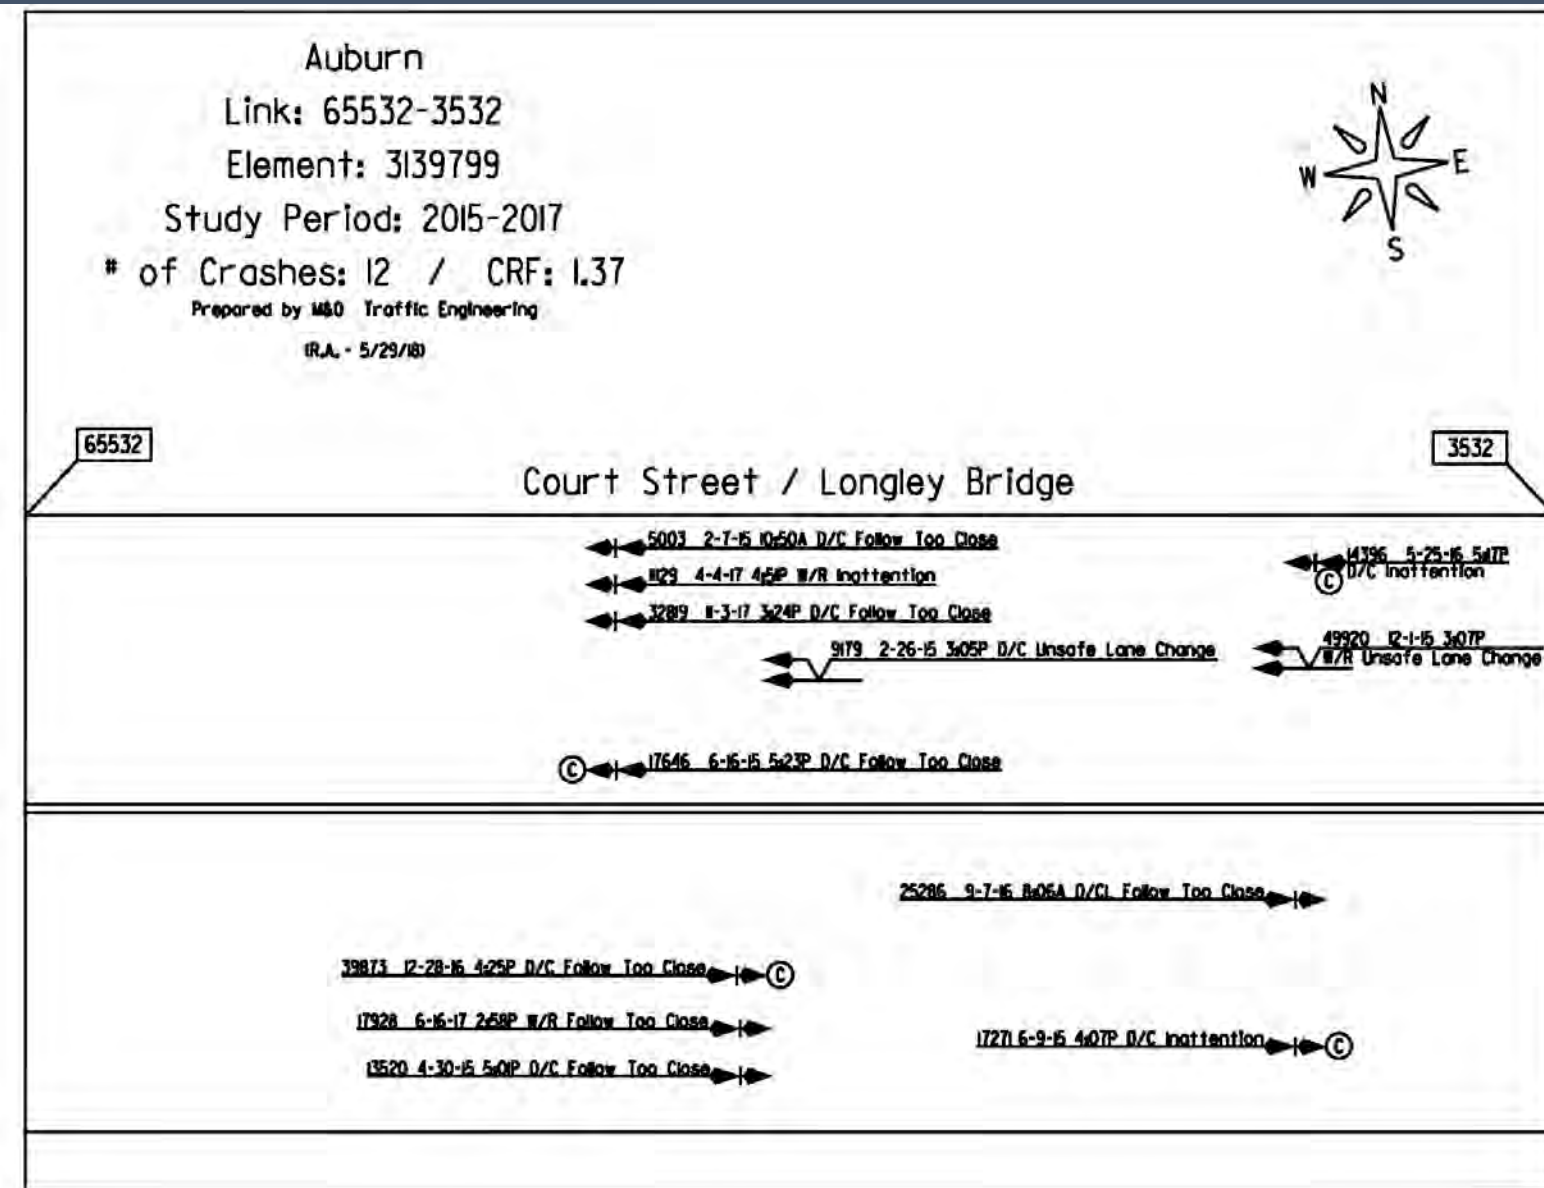 Auburn
Link: 65532-3532
Element: 3139799
Study Period: 2015-2017
# of Crashes: 12 / CRF: 1.37
Prepared by M&O Traffic Engineering
(R.A. - 5/29/18)
N
W E
S
65532
3532
Court Street / Longley Bridge
5003 2-7-15 10:50A D/C Follow Too Close
14396 5-25-16 5:17P
D/C Inattention
C
11129 4-4-17 4:51P W/R Inattention
32819 11-3-17 3:24P D/C Follow Too Close
9179 2-26-15 3:05P D/C Unsafe Lane Change
49920 12-1-15 3:07P
W/R Unsafe Lane Change
C 17646 6-16-15 5:23P D/C Follow Too Close
25286 9-7-16 8:06A D/CL Follow Too Close
39873 12-28-16 4:25P D/C Follow Too Close C
17928 6-16-17 2:58P W/R Follow Too Close
17271 6-9-15 4:07P D/C Inattention C
13520 4-30-15 5:01P D/C Follow Too Close